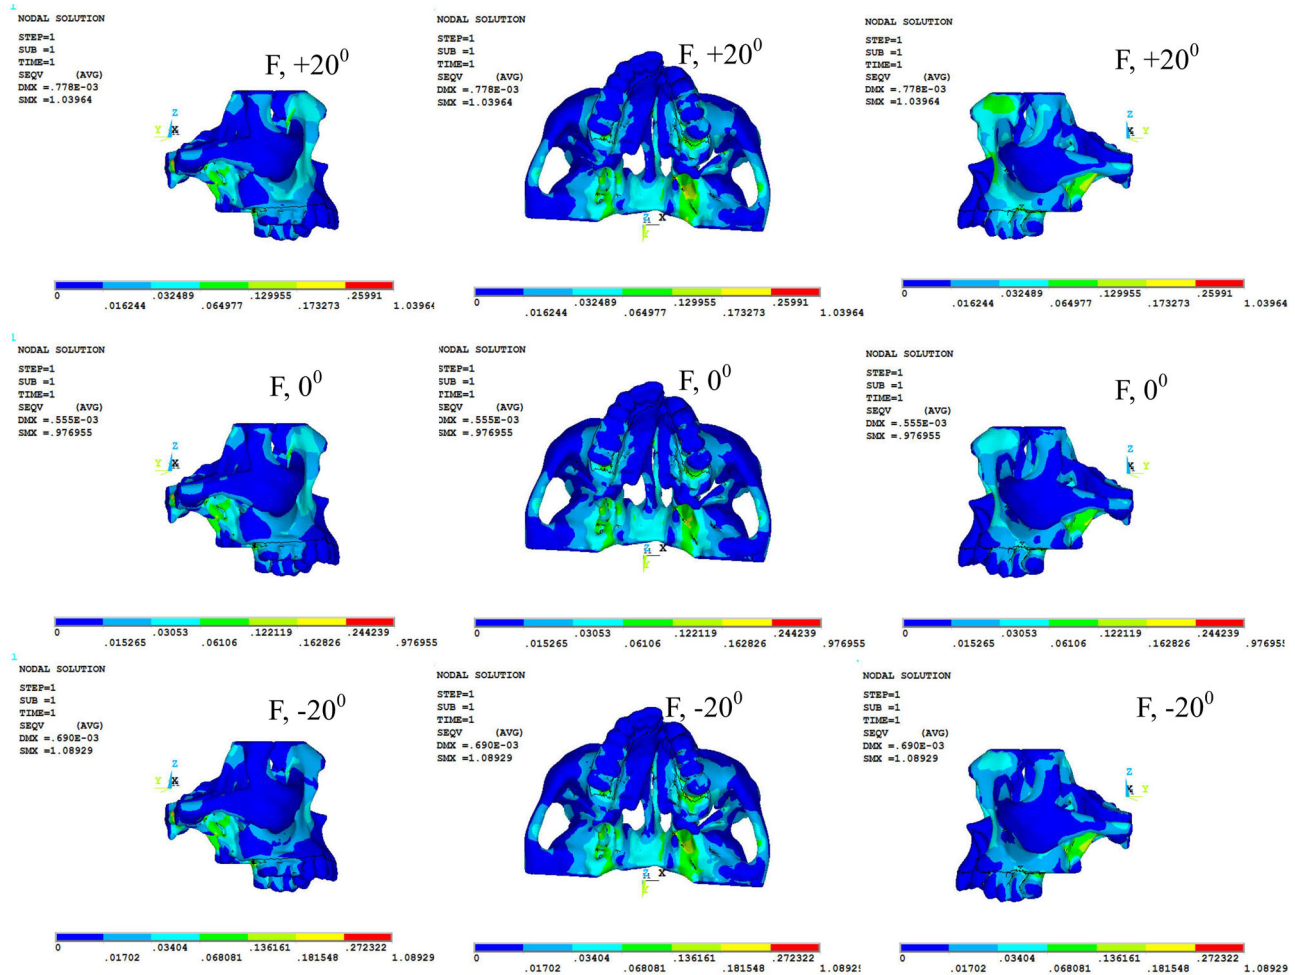 1
NODAL SOLUTION
STEP=1
SUB =1
TIME=1
SEQV (AVG)
DMX =.778E-03
SMX =1.03964
F, +20⁰
Z
Y X
0 .032489 .129955 .25991
.016244 .064977 .173273 1.03964
NODAL SOLUTION
STEP=1
SUB =1
TIME=1
SEQV (AVG)
DMX =.778E-03
SMX =1.03964
F, +20⁰
Z X
Y
0 .032489 .129955 .25991
.016244 .064977 .173273 1.03964
NODAL SOLUTION
STEP=1
SUB =1
TIME=1
SEQV (AVG)
DMX =.778E-03
SMX =1.03964
F, +20⁰
Z
X Y
0 .032489 .129955 .25991
.016244 .064977 .173273 1.03964
1
NODAL SOLUTION
STEP=1
SUB =1
TIME=1
SEQV (AVG)
DMX =.555E-03
SMX =.976955
F, 0⁰
Z
Y X
0 .03053 .122119 .244239
.015265 .06106 .162826 .976955
NODAL SOLUTION
STEP=1
SUB =1
TIME=1
SEQV (AVG)
DMX =.555E-03
SMX =.976955
F, 0⁰
Z X
Y
0 .03053 .122119 .244239
.015265 .06106 .162826 .976955
NODAL SOLUTION
STEP=1
SUB =1
TIME=1
SEQV (AVG)
DMX =.555E-03
SMX =.976955
F, 0⁰
Z
X Y
0 .03053 .122119 .244239
.015265 .06106 .162826 .976955
1
NODAL SOLUTION
STEP=1
SUB =1
TIME=1
SEQV (AVG)
DMX =.690E-03
SMX =1.08929
F, -20⁰
Z
Y X
0 .03404 .136161 .272322
.01702 .068081 .181548 1.08929
NODAL SOLUTION
STEP=1
SUB =1
TIME=1
SEQV (AVG)
DMX =.690E-03
SMX =1.08929
F, -20⁰
Z X
Y
0 .03404 .136161 .272322
.01702 .068081 .181548 1.08929
NODAL SOLUTION
STEP=1
SUB =1
TIME=1
SEQV (AVG)
DMX =.690E-03
SMX =1.08929
F, -20⁰
Z
X Y
0 .03404 .136161 .272322
.01702 .068081 .181548 1.08929